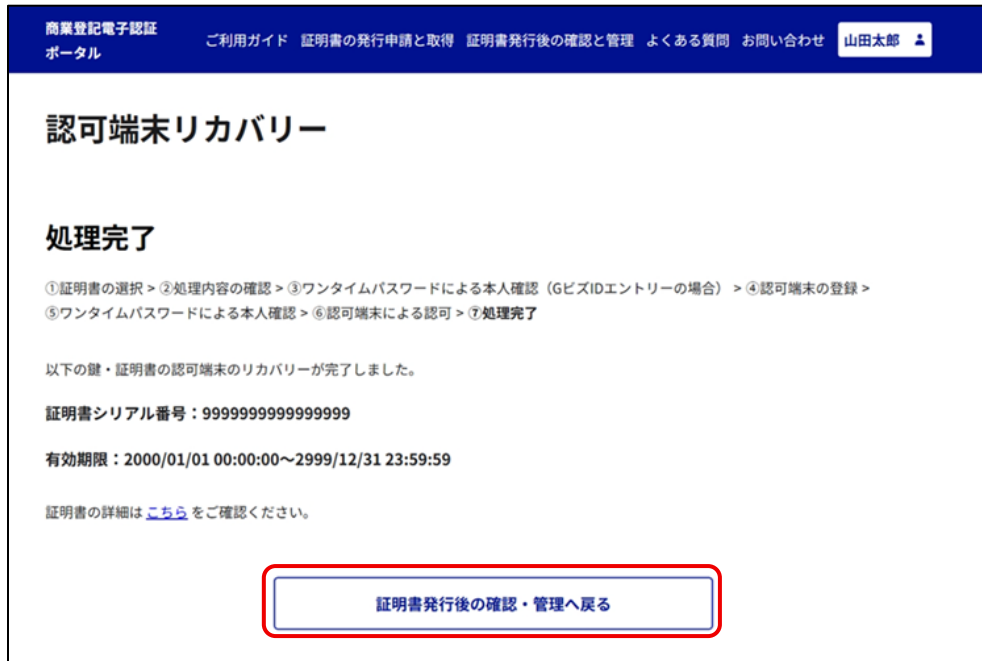 商業登記電子認証
ポータル
ご利用ガイド 証明書の発行申請と取得 証明書発行後の確認と管理 よくある質問 お問い合わせ 山田太郎
認可端末リカバリー
処理完了
①証明書の選択 > ②処理内容の確認 > ③ワンタイムパスワードによる本人確認（GビズIDエントリーの場合） > ④認可端末の登録 >
⑤ワンタイムパスワードによる本人確認 > ⑥認可端末による認可 > ⑦処理完了
以下の鍵・証明書の認可端末のリカバリーが完了しました。
証明書シリアル番号：9999999999999999
有効期限：2000/01/01 00:00:00～2999/12/31 23:59:59
証明書の詳細は こちら をご確認ください。
証明書発行後の確認・管理へ戻る